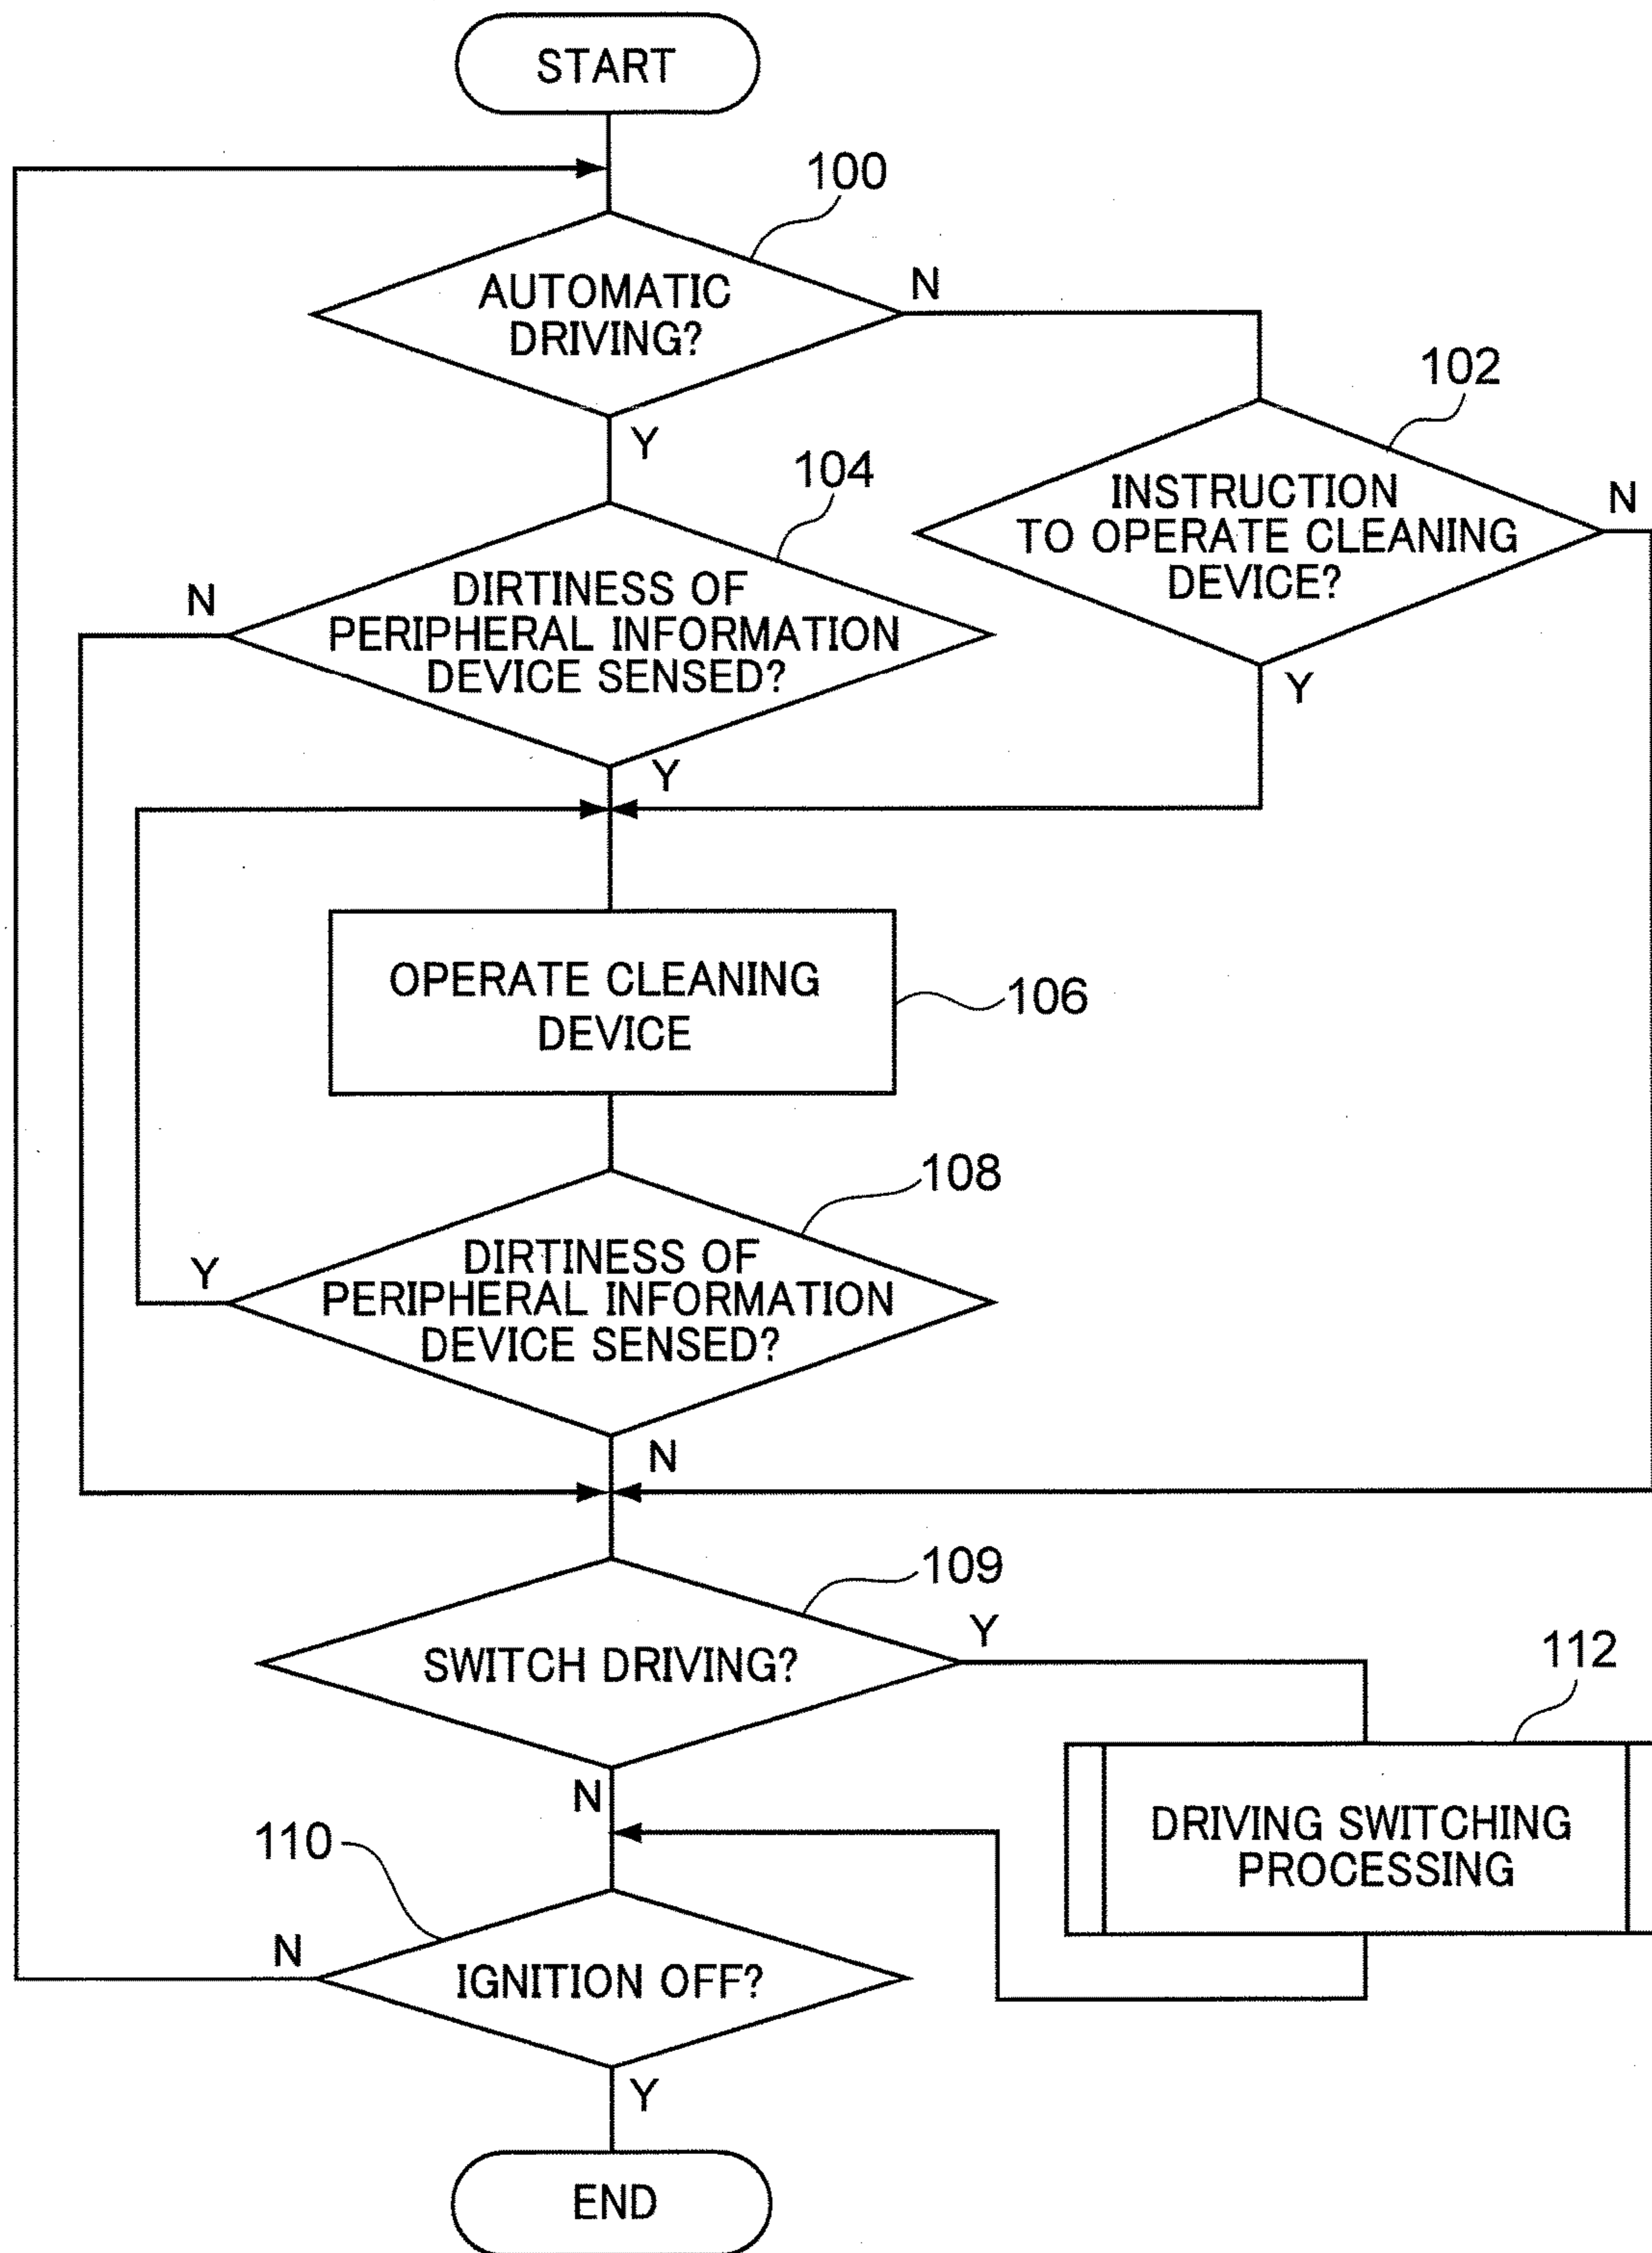 START
100
AUTOMATIC
DRIVING?
N
Y
102
INSTRUCTION
TO OPERATE CLEANING
DEVICE?
N
Y
104
DIRTINESS OF
PERIPHERAL INFORMATION
DEVICE SENSED?
N
Y
OPERATE CLEANING
DEVICE
106
108
DIRTINESS OF
PERIPHERAL INFORMATION
DEVICE SENSED?
Y
N
109
SWITCH DRIVING?
Y
N
112
DRIVING SWITCHING
PROCESSING
110
IGNITION OFF?
N
Y
END